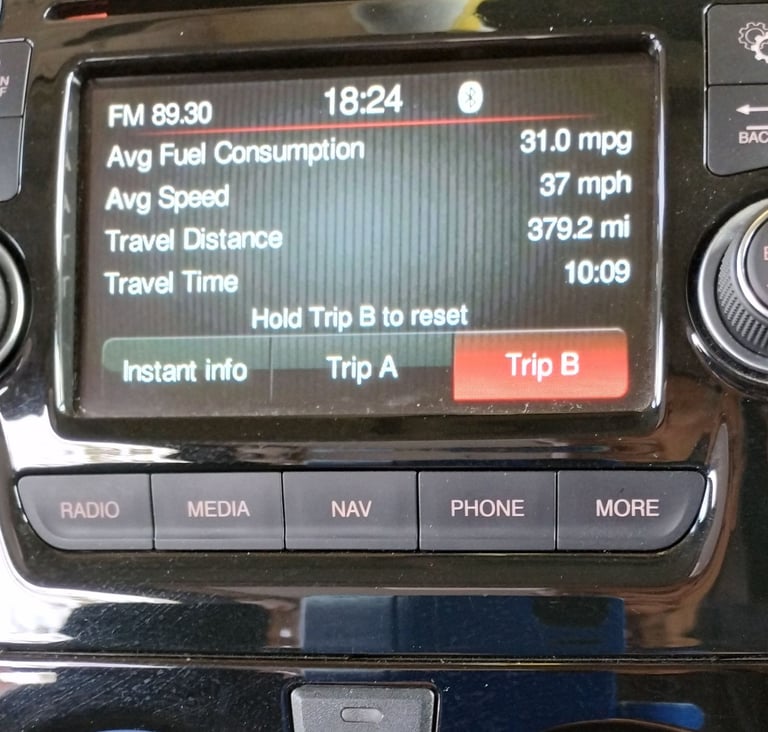 FM 89.30 18:24
Avg Fuel Consumption 31.0 mpg
Avg Speed 37 mph
Travel Distance 379.2 mi
Travel Time 10:09
Hold Trip B to reset
Instant info Trip A Trip B
RADIO MEDIA NAV PHONE MORE